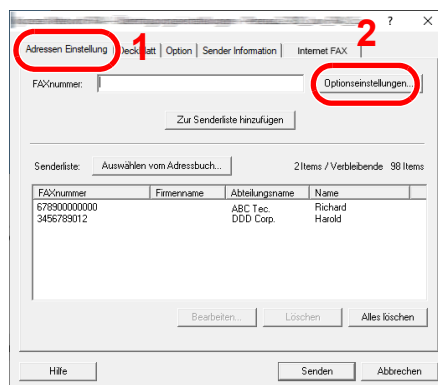 ? X
Adressen Einstellung 1 Deckblatt Option Sender Information Internet FAX 2
FAXnummer: Optionseinstellungen...
Zur Senderliste hinzufügen
Senderliste: Auswählen vom Adressbuch... 2 Items / Verbleibende 98 Items
FAXnummer Firmenname Abteilungsname Name
678900000000 ABC Tec. Richard
3456789012 DDD Corp. Harold
Bearbeiten... Löschen Alles löschen
Hilfe Senden Abbrechen